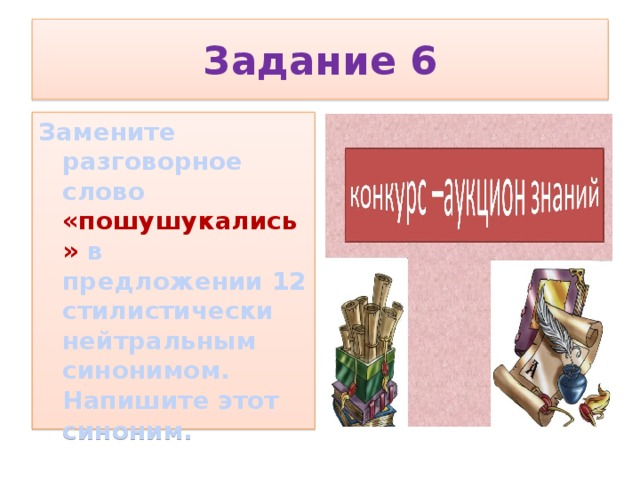 Задание 6
Замените
разговорное
слово
«пошушукались
» в
предложении 12
стилистически
нейтральным
синонимом.
Напишите этот
синоним.
конкурс –аукцион знаний
А